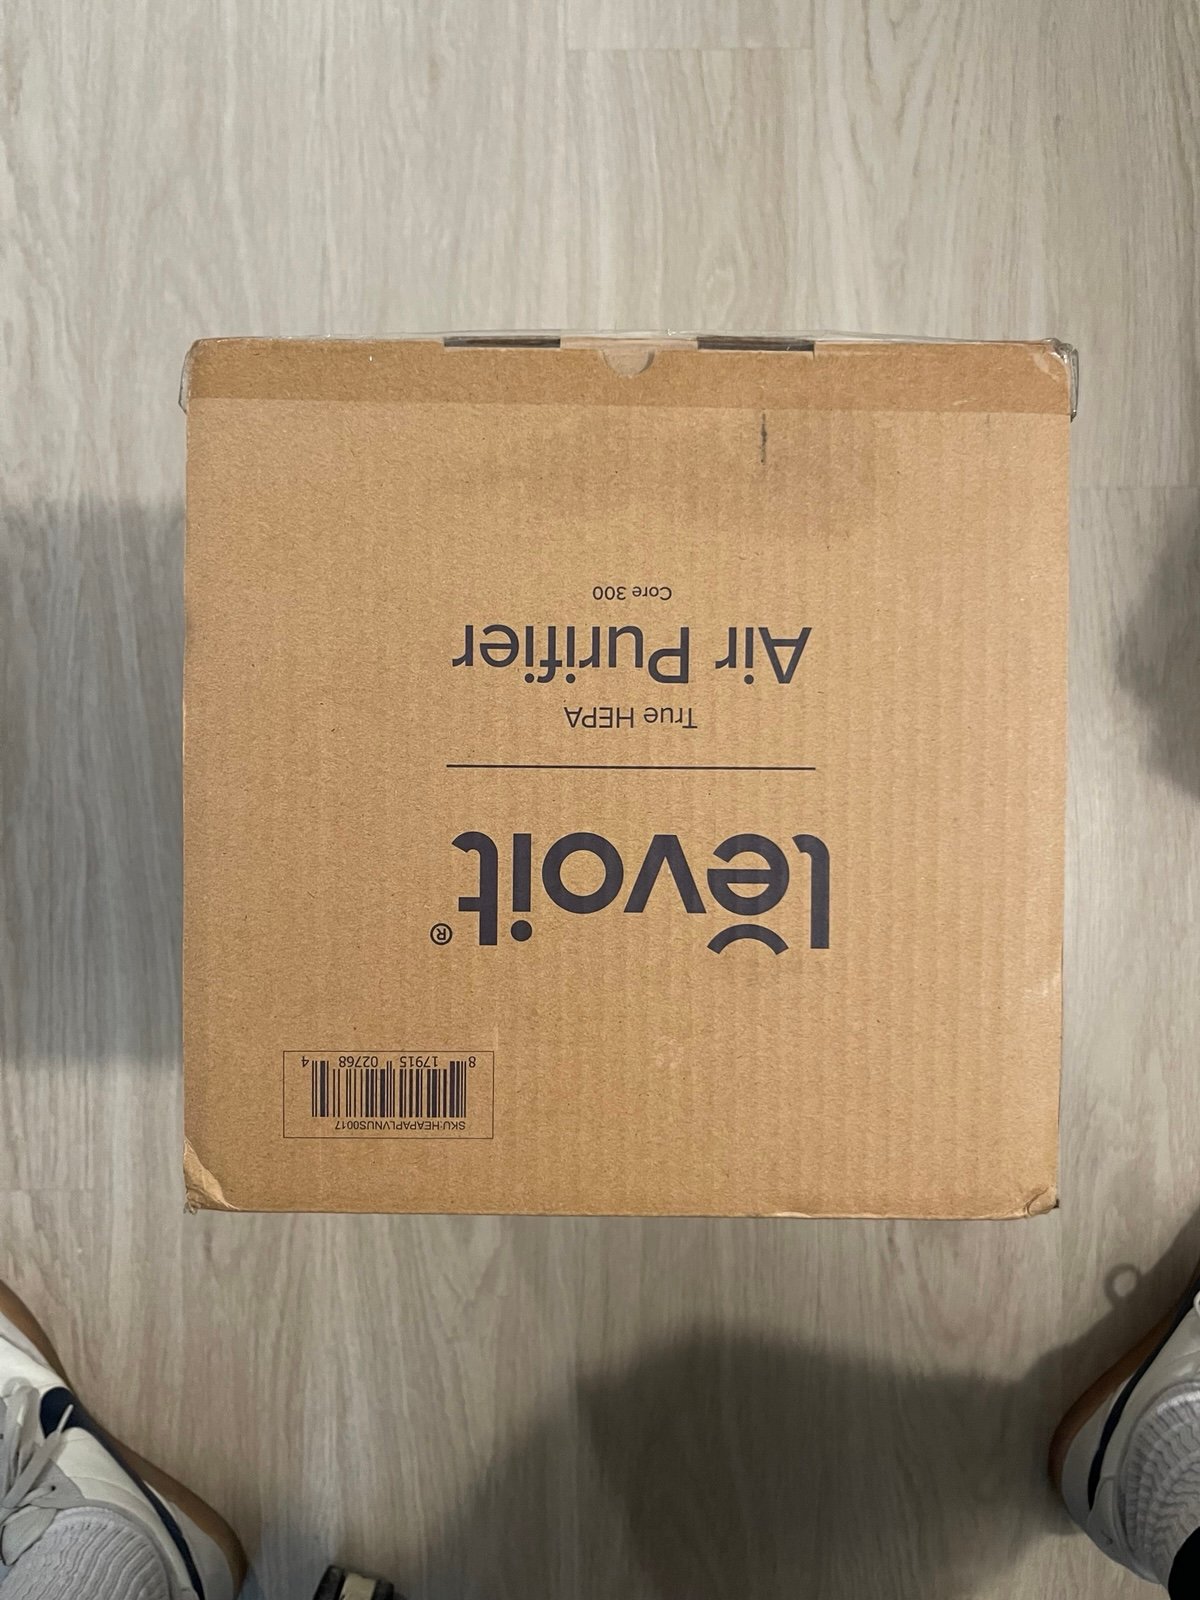 SKU:HEAPAPLVNUS0017
8 17915 02768 4
levoit®
True HEPA
Air Purifier
Core 300